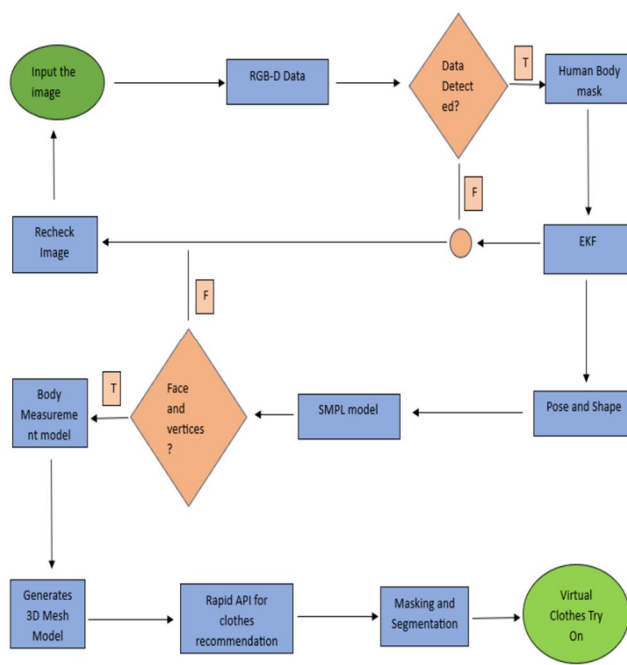 Input the
image
RGB-D Data
Data
Detect
ed?
T
Human Body
mask
F
Recheck
Image
EKF
F
Body
Measureme
nt model
T
Face
and
vertices
?
SMPL model
Pose and Shape
Generates
3D Mesh
Model
Rapid API for
clothes
recommendation
Masking and
Segmentation
Virtual
Clothes Try
On